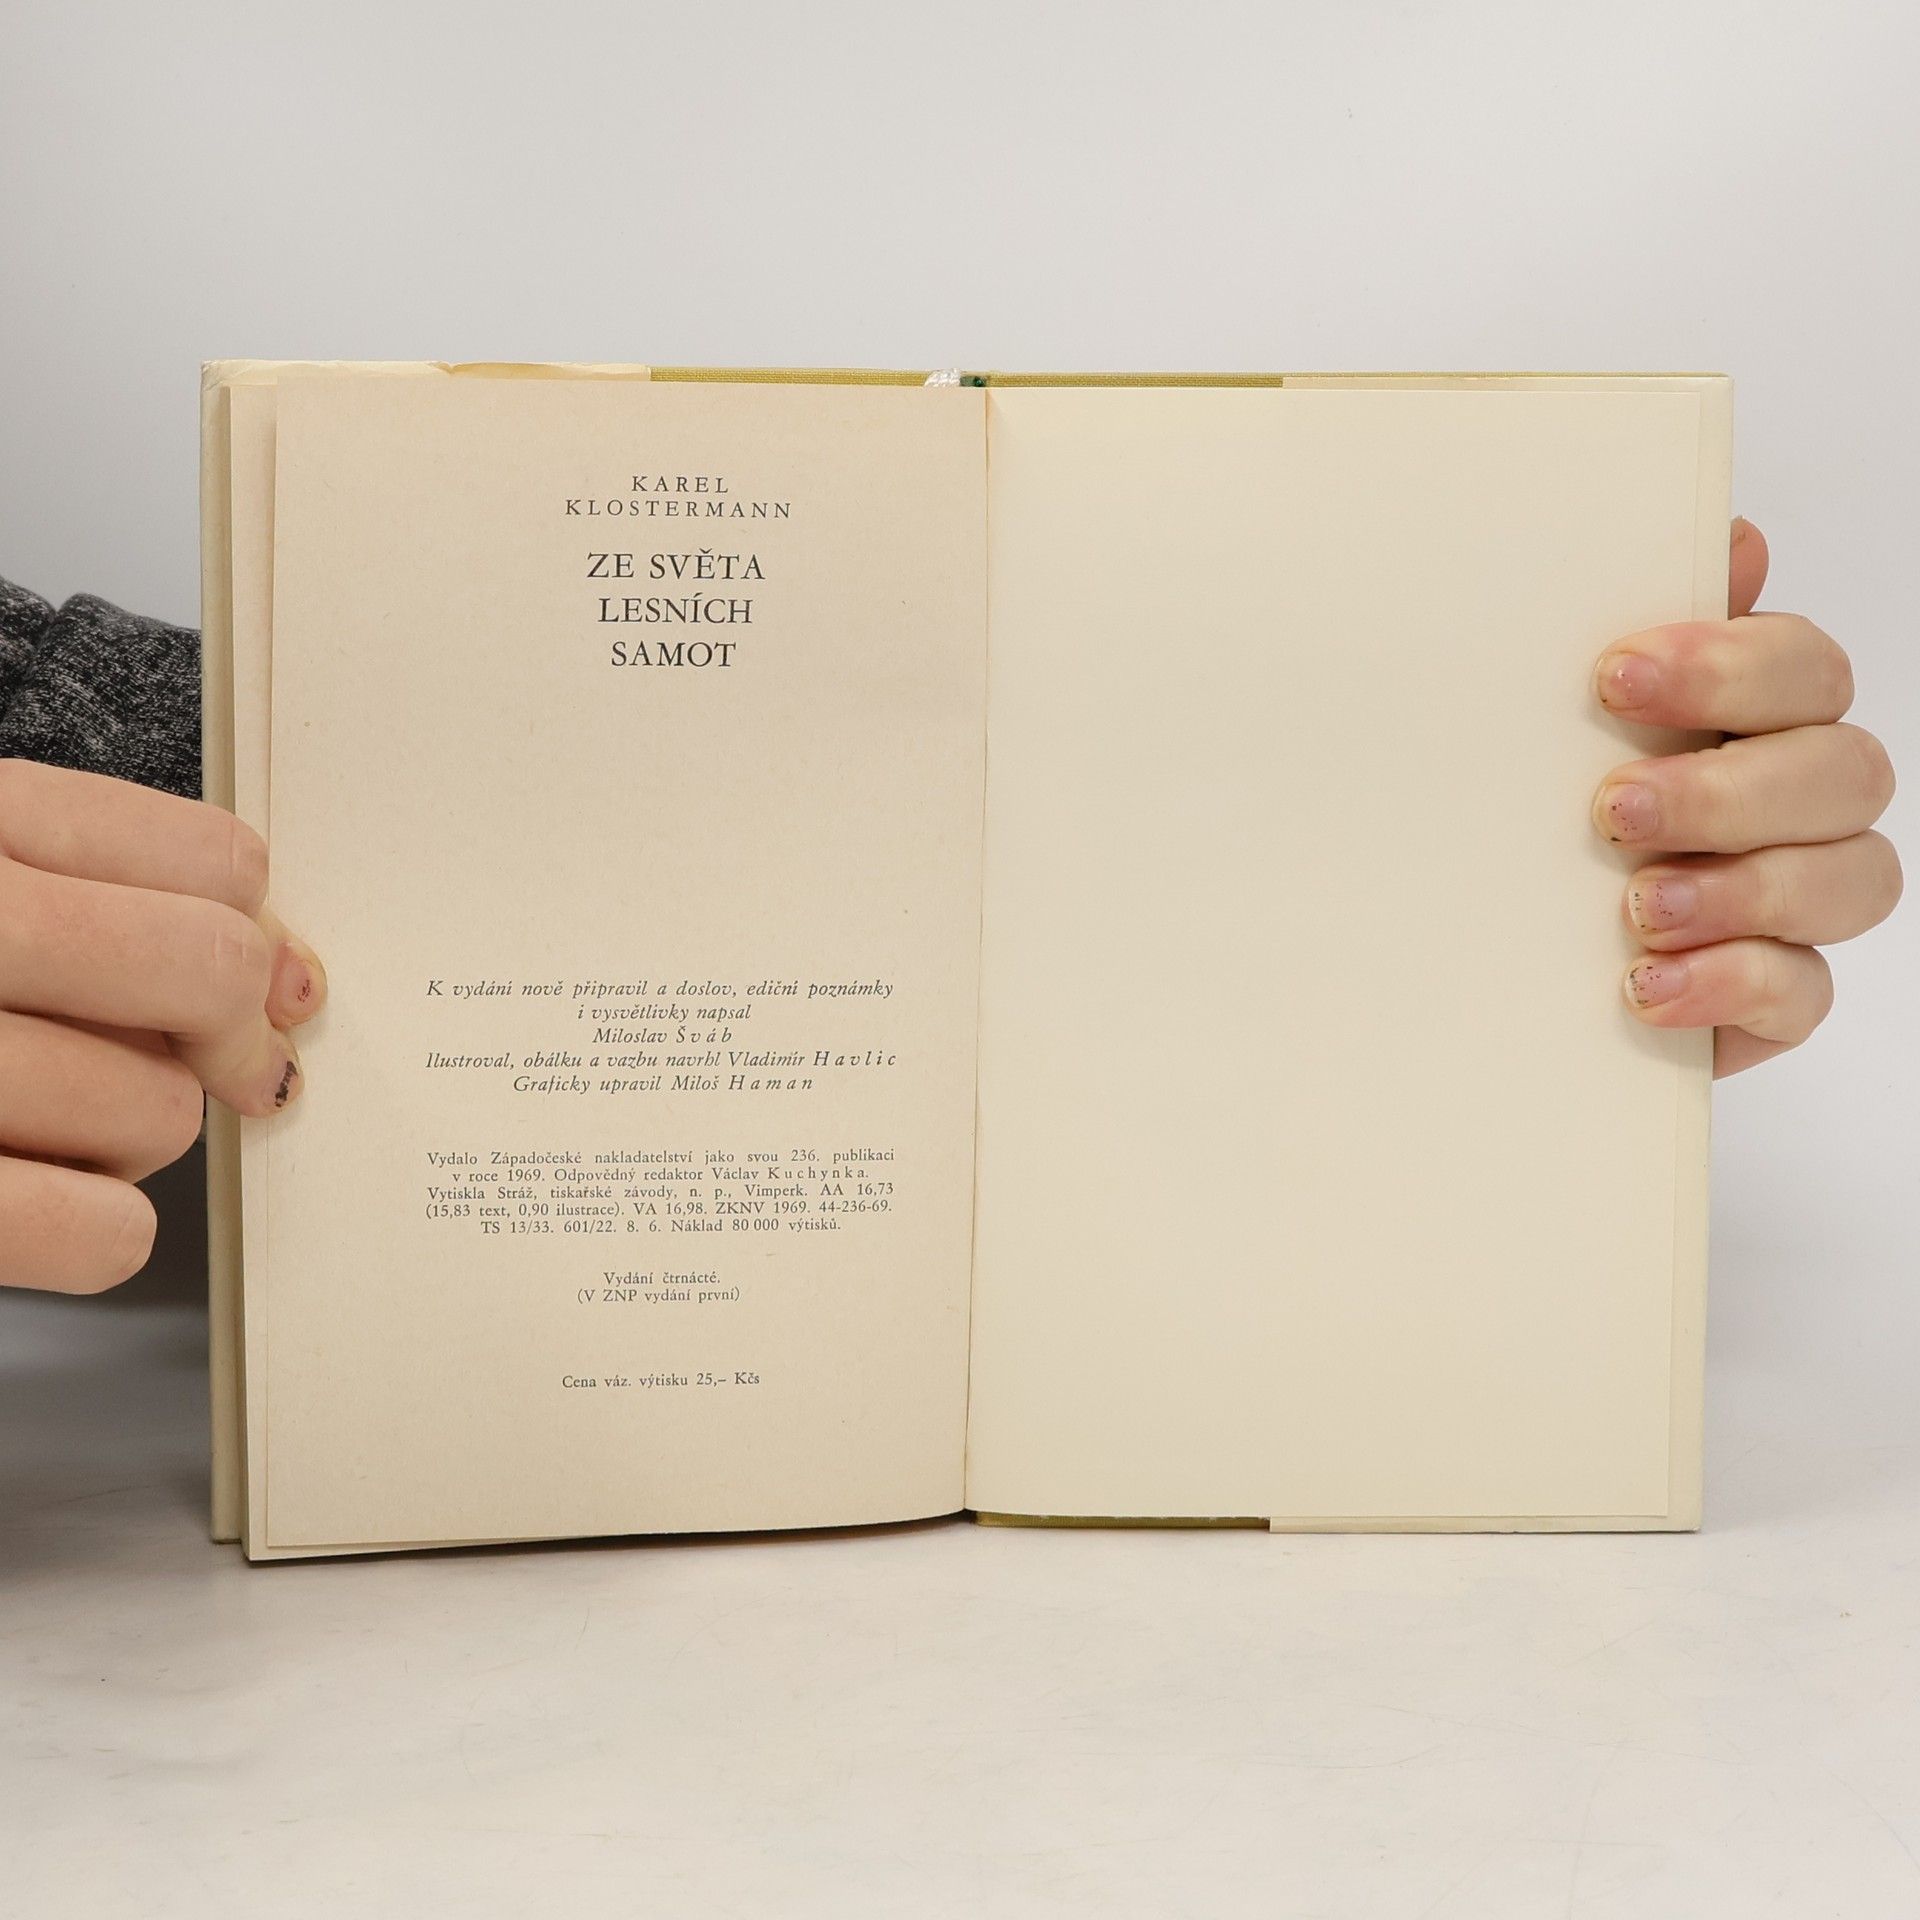 KAREL
KLOSTERMANN
ZE SVĚTA
LESNÍCH
SAMOT
K vydání nově připravil a doslov, ediční poznámky
i vysvětlivky napsal
Miloslav Šváb
Ilustroval, obálku a vazbu navrhl Vladimír Havlic
Graficky upravil Miloš Haman
Vydalo Západočeské nakladatelství jako svou 236. publikaci
v roce 1969. Odpovědný redaktor Václav Kuchynka.
Vytiskla Stráž, tiskařské závody, n. p., Vimperk. AA 16,73
(15,83 text, 0,90 ilustrace). VA 16,98. ZKNV 1969. 44-236-69.
TS 13/33. 601/22. 8. 6. Náklad 80 000 výtisků.
Vydání čtrnácté.
(V ZNP vydání první)
Cena váz. výtisku 25,– Kčs